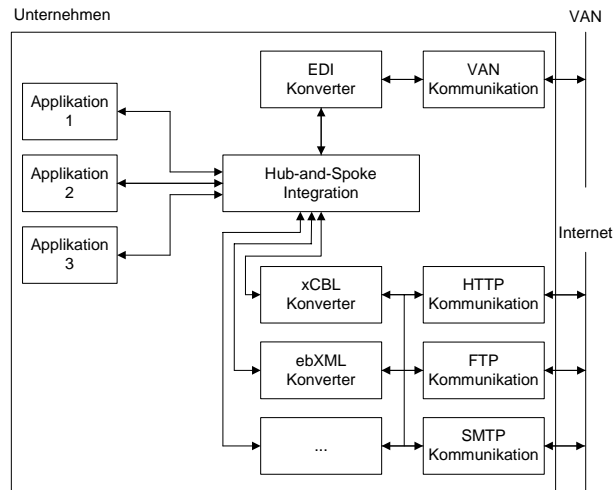 Unternehmen
VAN
EDI
Konverter
VAN
Kommunikation
Applikation
1
Applikation
2
Applikation
3
Hub-and-Spoke
Integration
Internet
xCBL
Konverter
HTTP
Kommunikation
ebXML
Konverter
FTP
Kommunikation
...
SMTP
Kommunikation